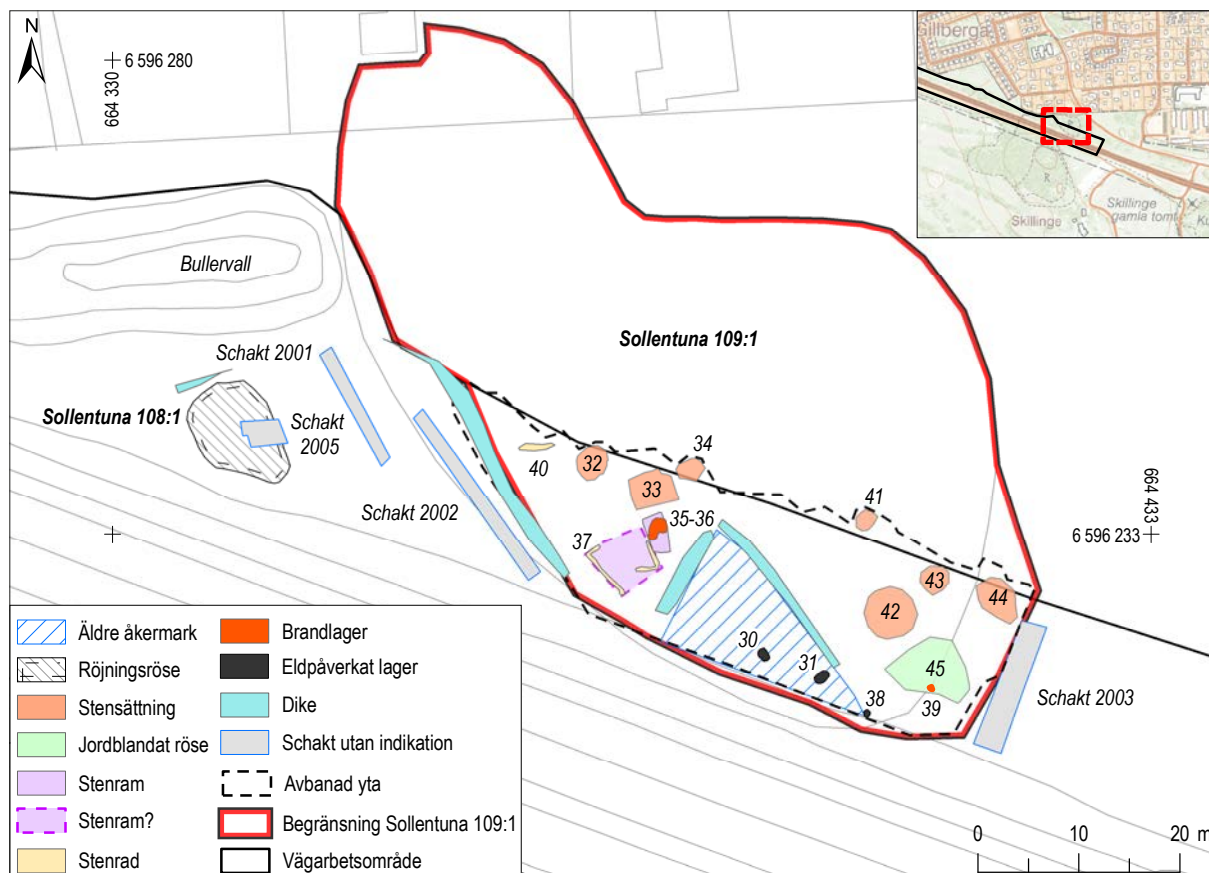 N
6 596 280
664 330
Gillberga
R
Skillinge
Skillinge
gamla tomt
Bullervall
Sollentuna 109:1
Schakt 2001
Sollentuna 108:1
Schakt
2005
Schakt 2002
40
32
33
34
35-36
37
41
664 433
6 596 233
43
44
42
45
39
30
31
38
Schakt 2003
Äldre åkermark
Röjningsröse
Stensättning
Jordblandat röse
Stenram
Stenram?
Stenrad
Brandlager
Eldpåverkat lager
Dike
Schakt utan indikation
Avbanad yta
Begränsning Sollentuna 109:1
Vägarbetsområde
0 10 20 m